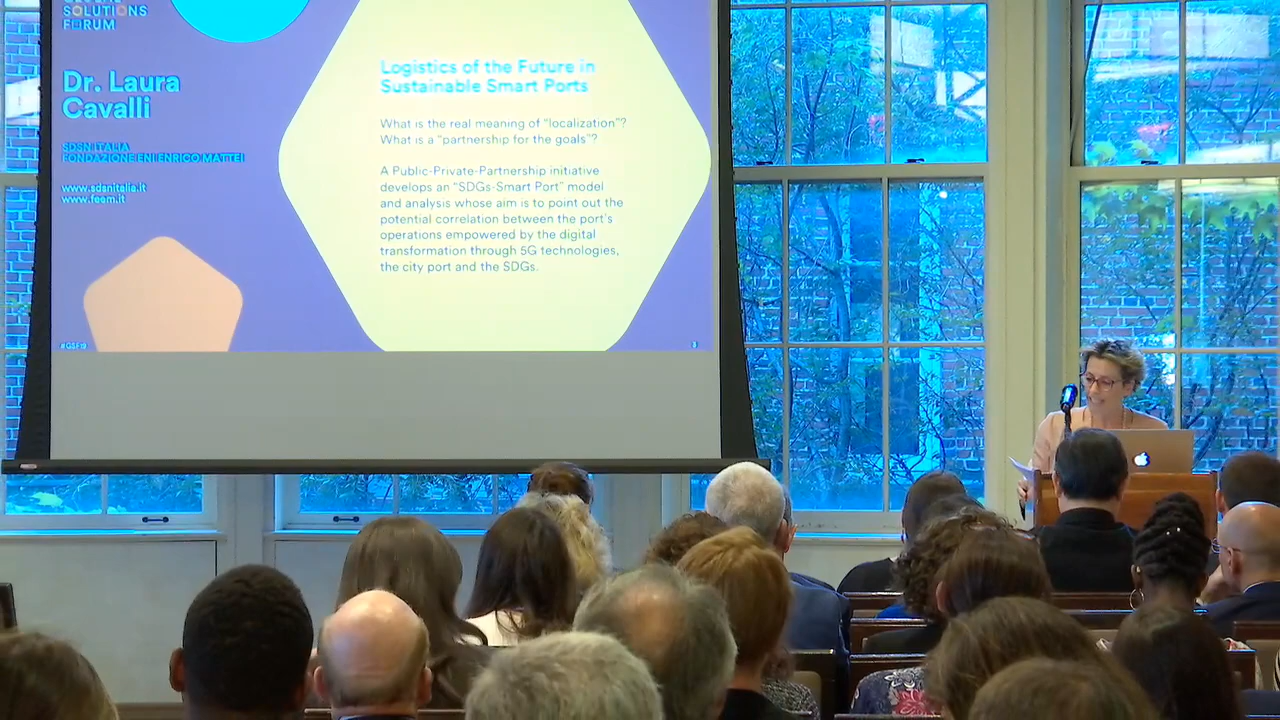 SOLUTIONS
FORUM
Dr. Laura
Cavalli
SDSN ITALIA
FONDAZIONE ENI ENRICO MATTEI
www.sdsnitalia.it
www.feem.it
#GSF19
Logistics of the Future in
Sustainable Smart Ports
What is the real meaning of “localization”?
What is a “partnership for the goals”?
A Public-Private-Partnership initiative
develops an “SDGs-Smart Port” model
and analysis whose aim is to point out the
potential correlation between the port's
operations empowered by the digital
transformation through 5G technologies,
the city port and the SDGs.